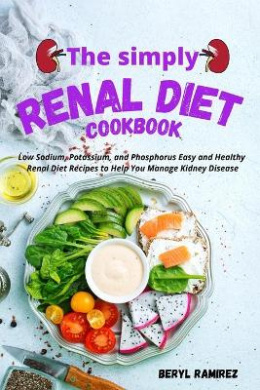 The simply
RENAL DIET
COOKBOOK
Low Sodium, Potassium, and Phosphorus Easy and Healthy
Renal Diet Recipes to Help You Manage Kidney Disease
BERYL RAMIREZ